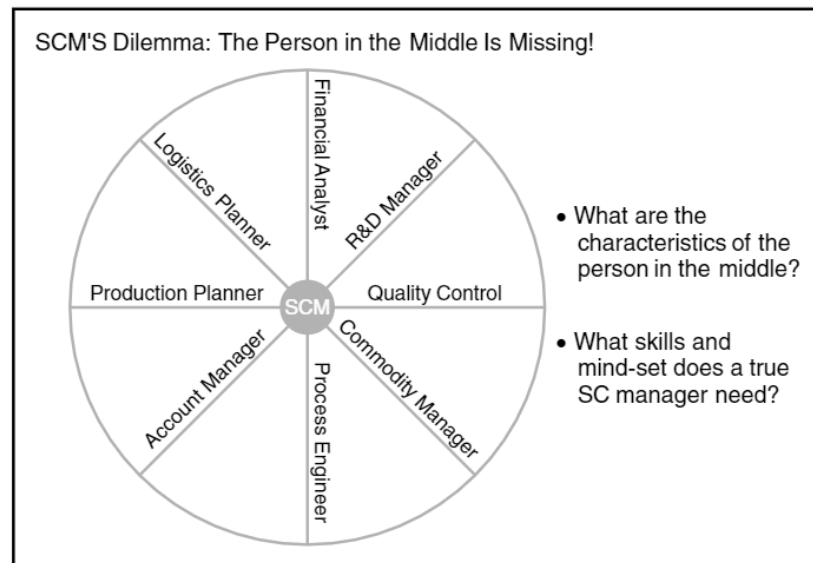 SCM'S Dilemma: The Person in the Middle Is Missing!
Financial Analyst
Logistics Planner
R&D Manager
Production Planner
SCM
Quality Control
Account Manager
Process Engineer
Commodity Manager
• What are the
characteristics of the
person in the middle?
• What skills and
mind-set does a true
SC manager need?